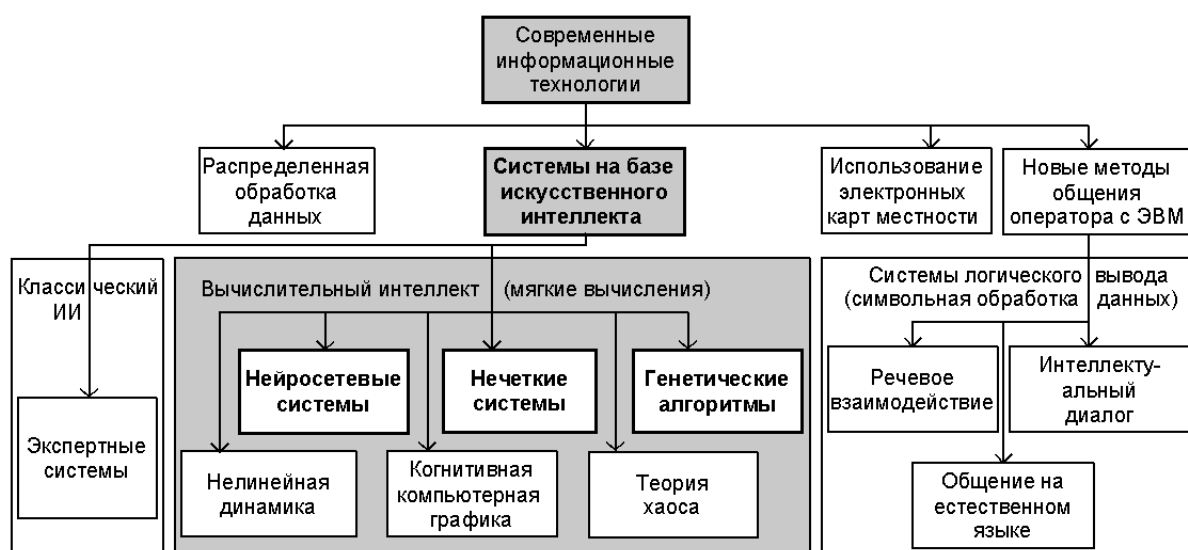 Современные
информационные
технологии
Распределенная
обработка
данных
Системы на базе
искусственного
интеллекта
Использование
электронных
карт местности
Новые методы
общения
оператора с ЭВМ
Классический
ИИ
Экспертные
системы
Вычислительный интеллект (мягкие вычисления)
Нейросетевые
системы
Нечеткие
системы
Генетические
алгоритмы
Нелинейная
динамика
Когнитивная
компьютерная
графика
Теория
хаоса
Системы логического вывода
(символьная обработка данных)
Речевое
взаимодействие
Интеллекту-
альный
диалог
Общение на
естественном
языке